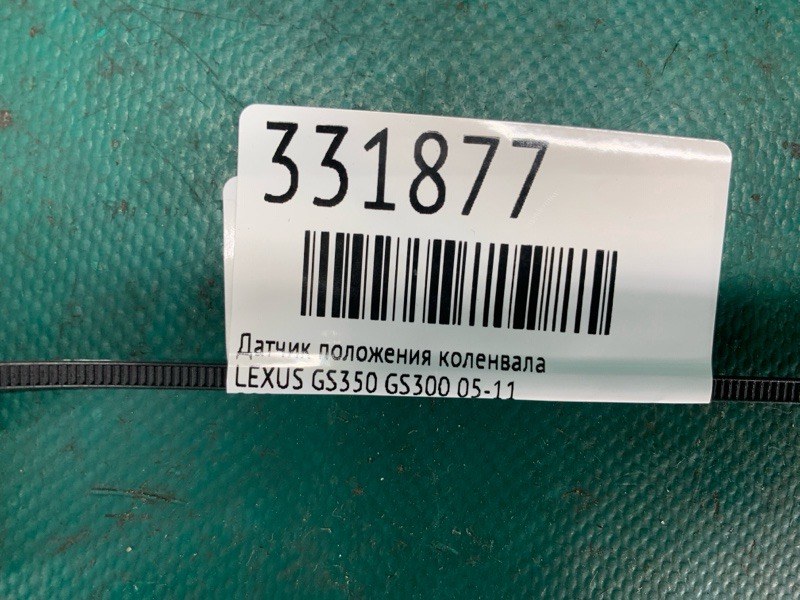 331877
Датчик положения коленвала
LEXUS GS350 GS300 05-11